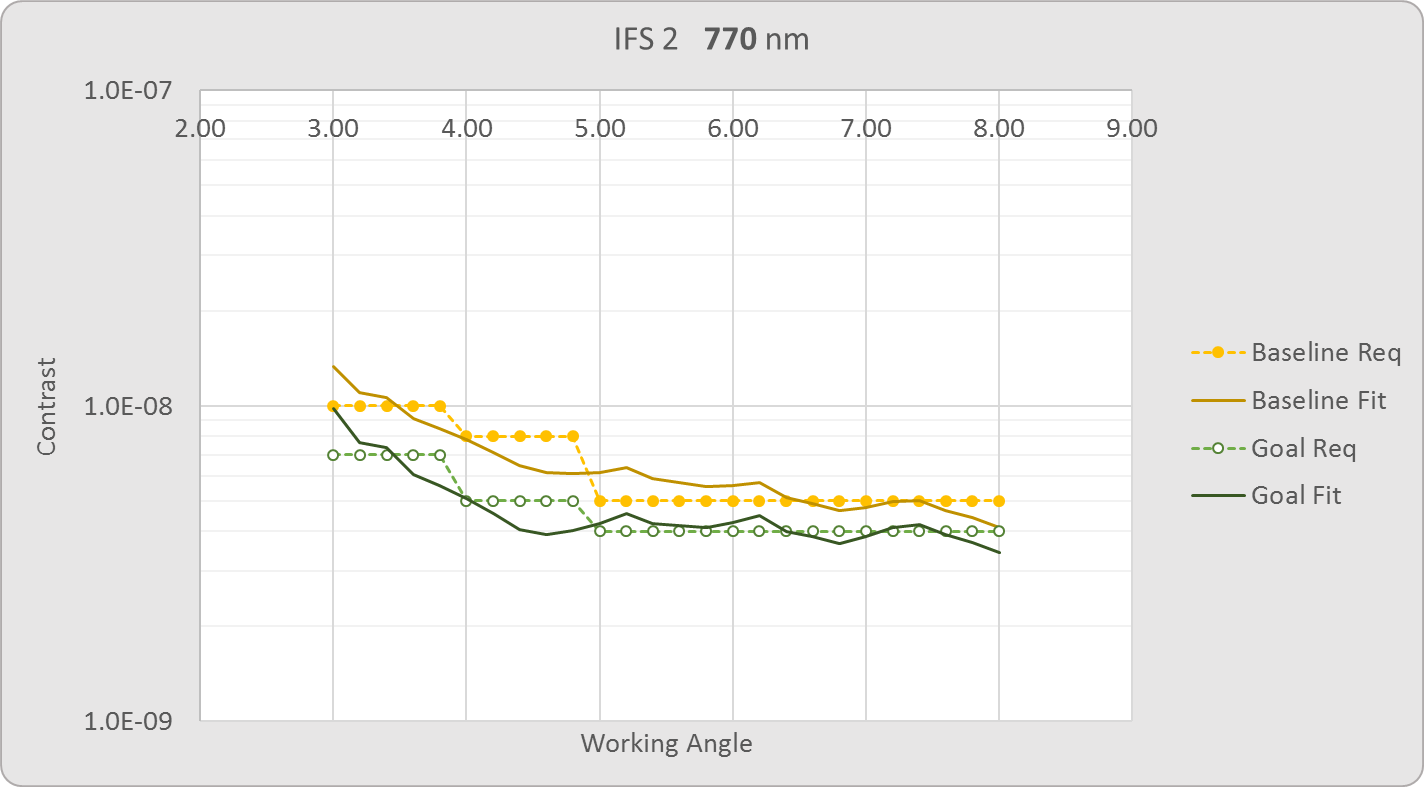 IFS 2 770 nm
1.0E-07
2.00 3.00 4.00 5.00 6.00 7.00 8.00 9.00
Contrast
1.0E-08
1.0E-09
Working Angle
Baseline Req
Baseline Fit
Goal Req
Goal Fit